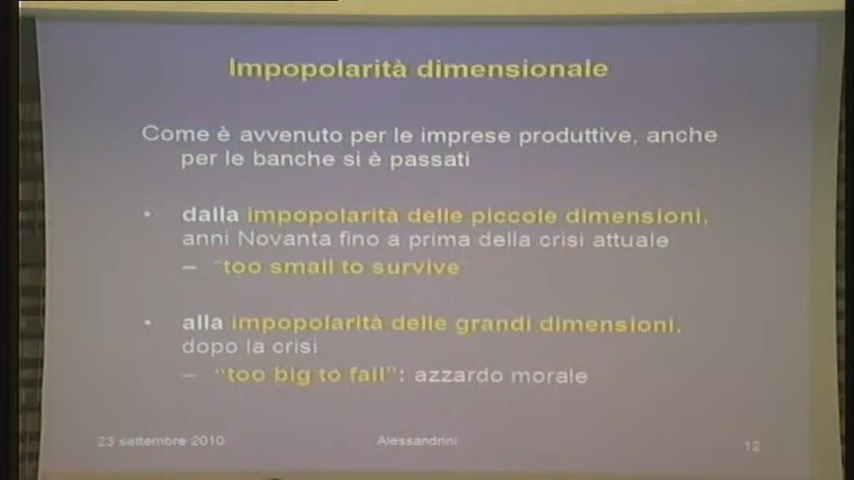 Impopolarità dimensionale
Come è avvenuto per le imprese produttive, anche
per le banche si è passati
• dalla impopolarità delle piccole dimensioni,
anni Novanta fino a prima della crisi attuale
– "too small to survive"
• alla impopolarità delle grandi dimensioni,
dopo la crisi
– "too big to fail": azzardo morale
23 settembre 2010
Alessandrini
12